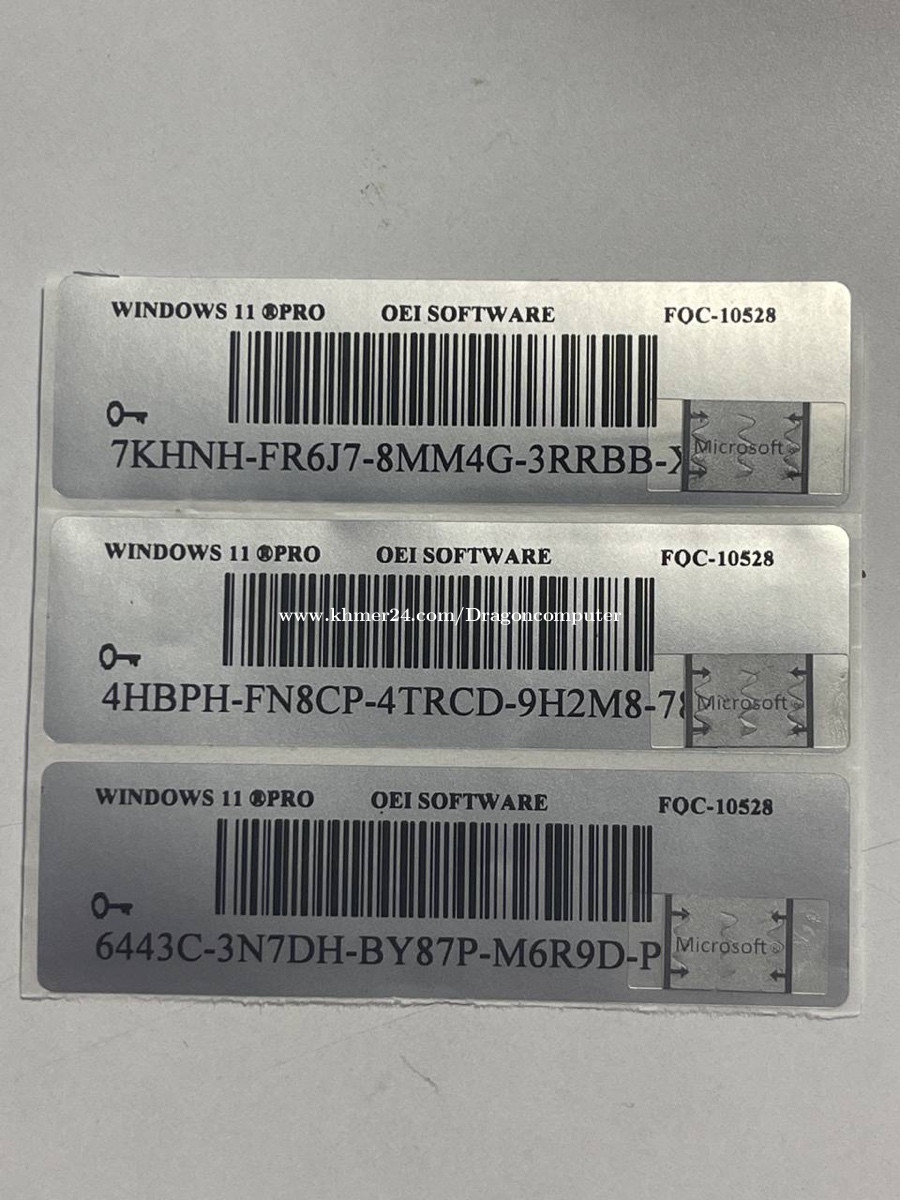 WINDOWS 11 ®PRO OEI SOFTWARE FQC-10528
7KHNH-FR6J7-8MM4G-3RRBB- Microsoft®
WINDOWS 11 ®PRO OEI SOFTWARE FQC-10528
www.khmer24.com/Dragoncomputer
4HBPH-FN8CP-4TRCD-9H2M8-7 Microsoft®
WINDOWS 11 ®PRO OEI SOFTWARE FQC-10528
6443C-3N7DH-BY87P-M6R9D-P Microsoft®